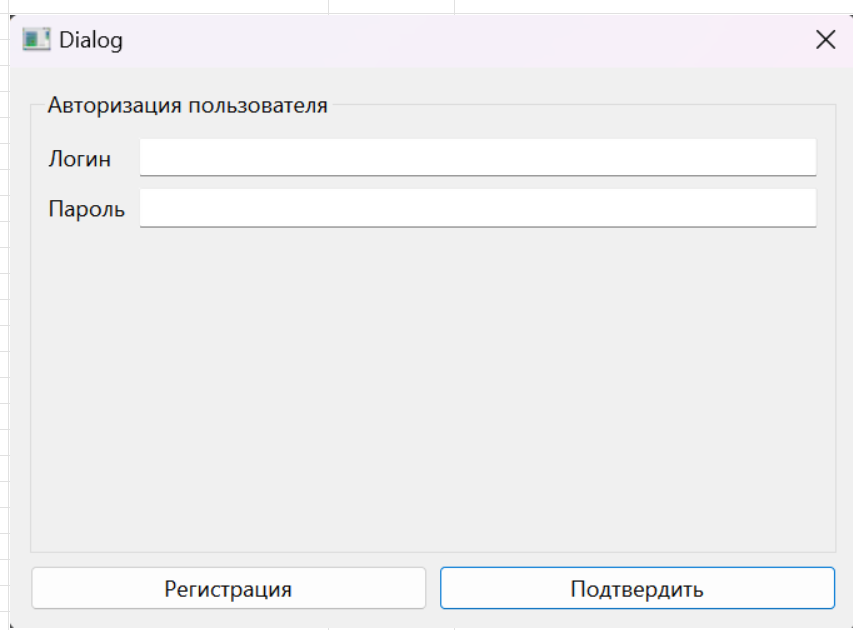 Dialog
Авторизация пользователя
Логин
Пароль
Регистрация Подтвердить